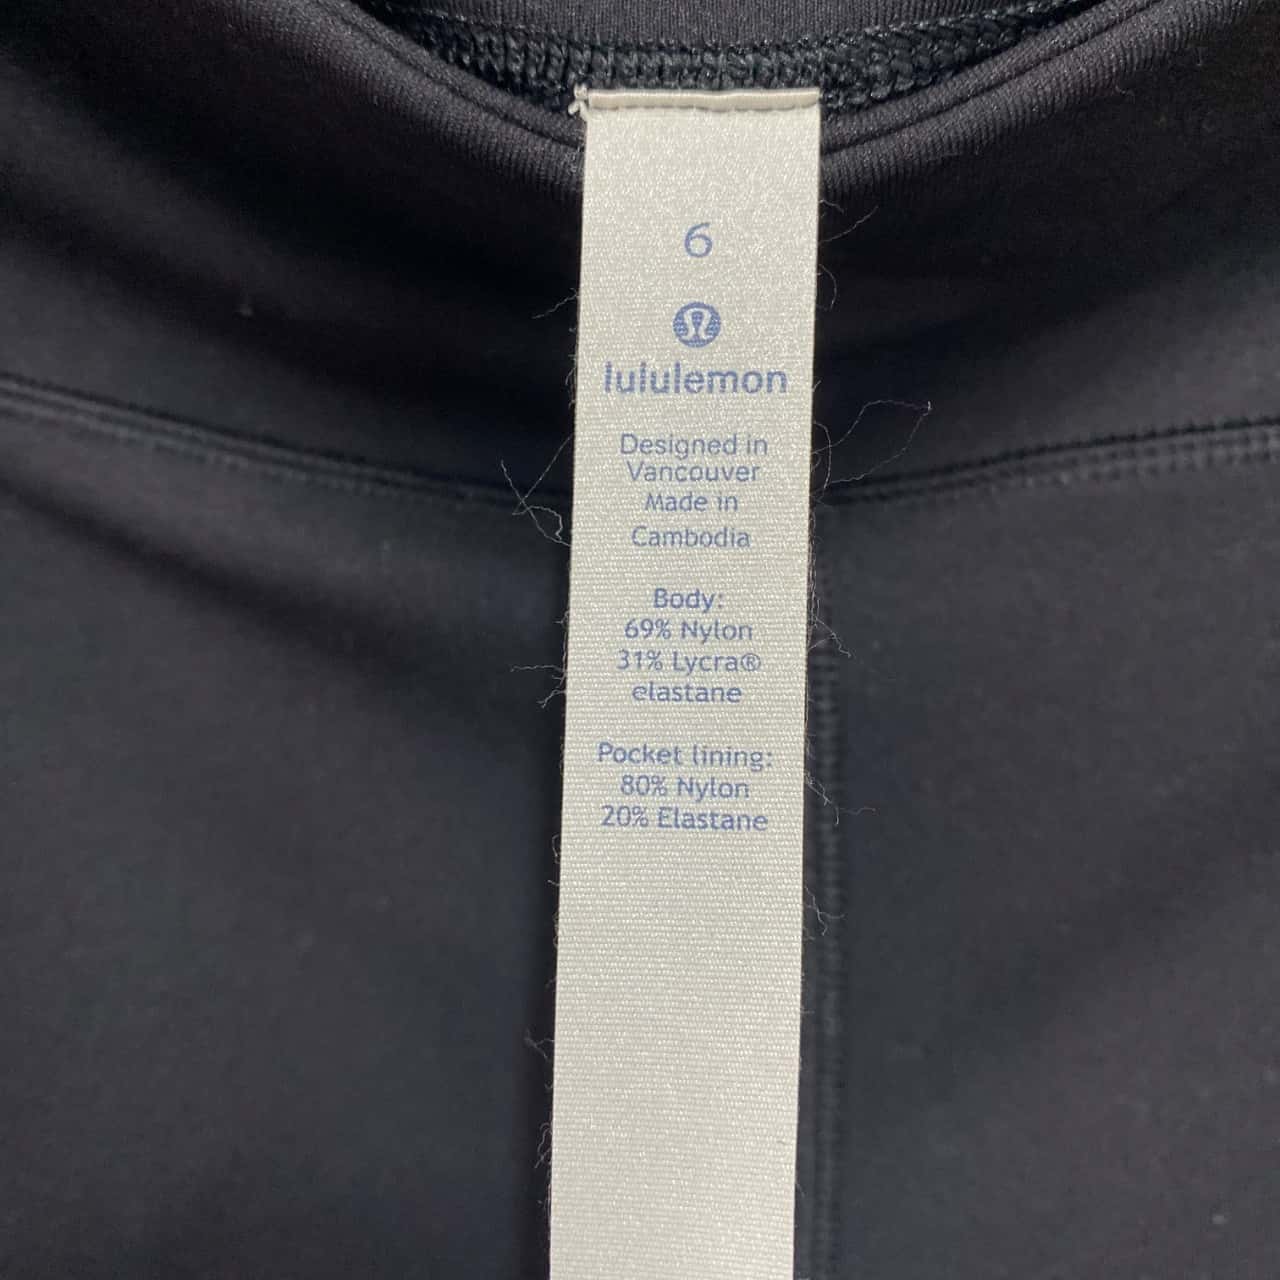 6
lululemon
Designed in
Vancouver
Made in
Cambodia
Body:
69% Nylon
31% Lycra®
elastane
Pocket lining:
80% Nylon
20% Elastane